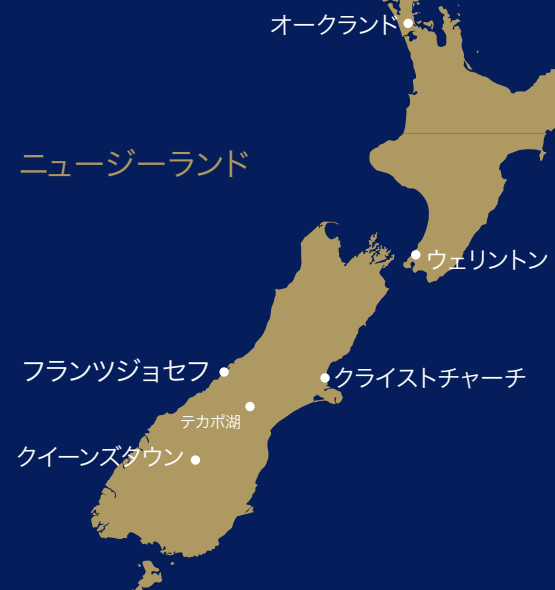 オークランド
ニュージーランド
ウェリントン
フランツジョセフ
クライストチャーチ
テカポ湖
クイーンズタウン